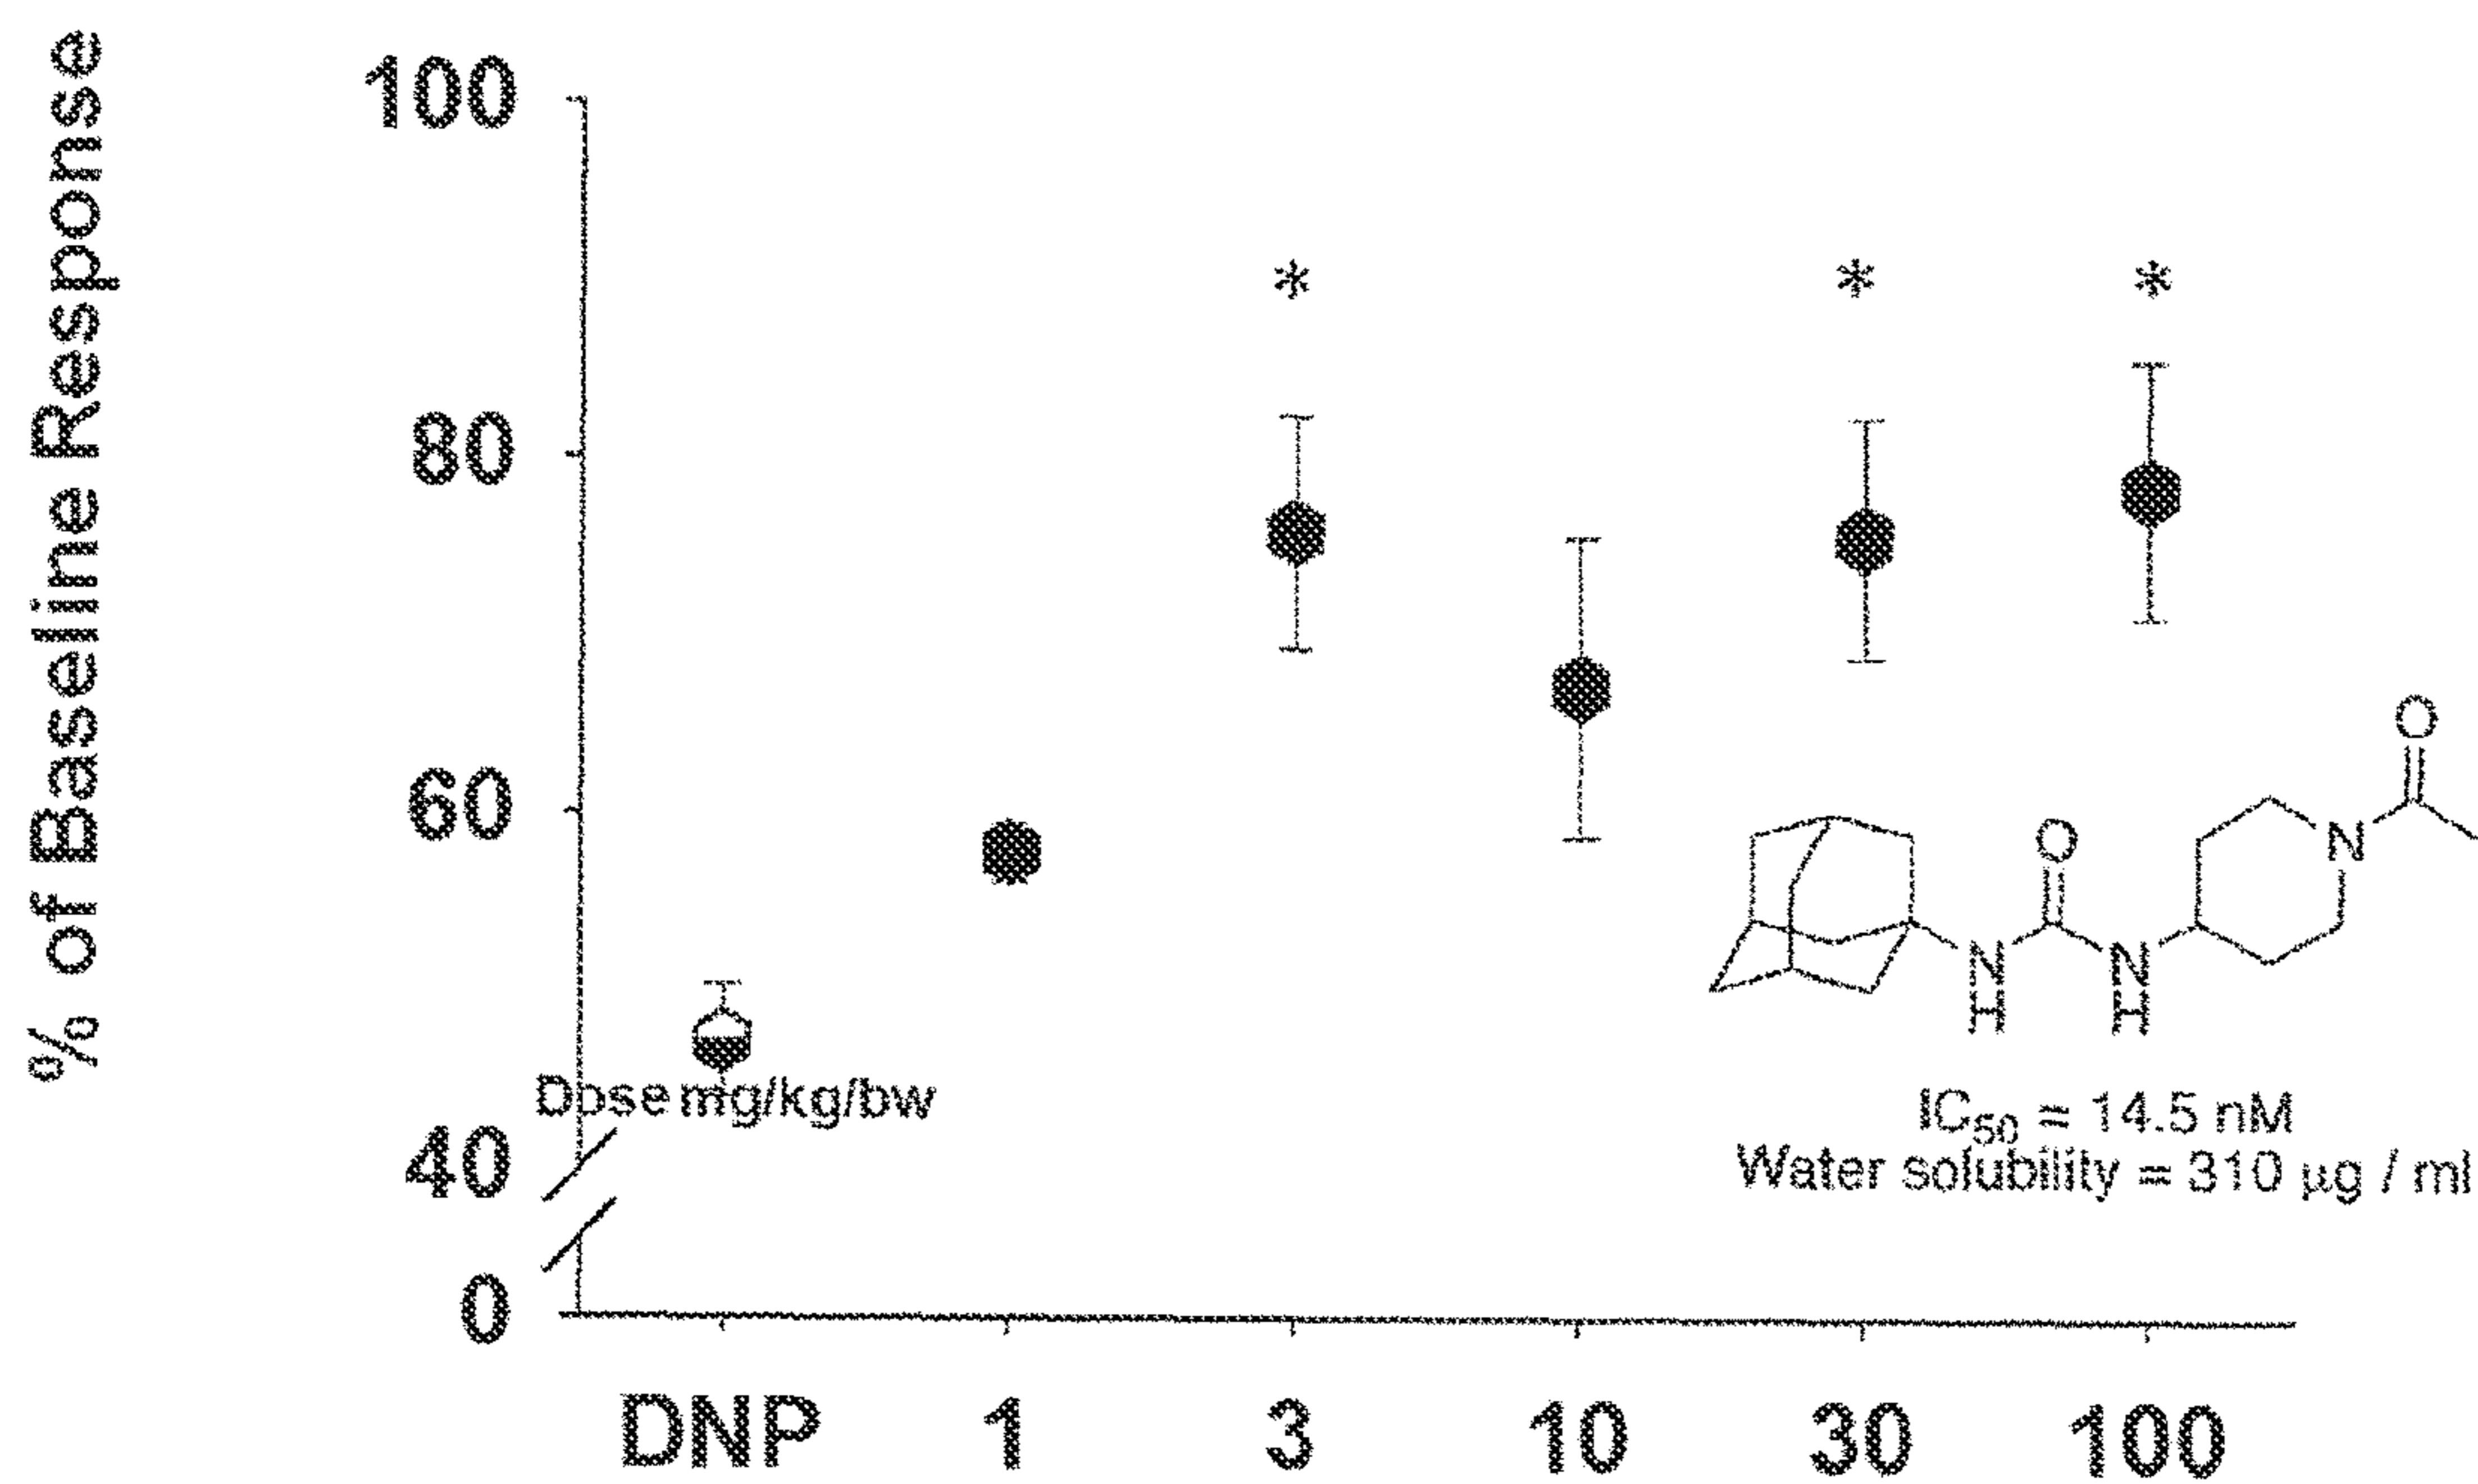 % of Baseline Response
100
80
60
40
0
* * *
Dose mg/kg/bw
O
N
O
N
H
N
H
IC₅₀ = 14.5 nM
Water solubility = 310 µg / ml
DNP 1 3 10 30 100